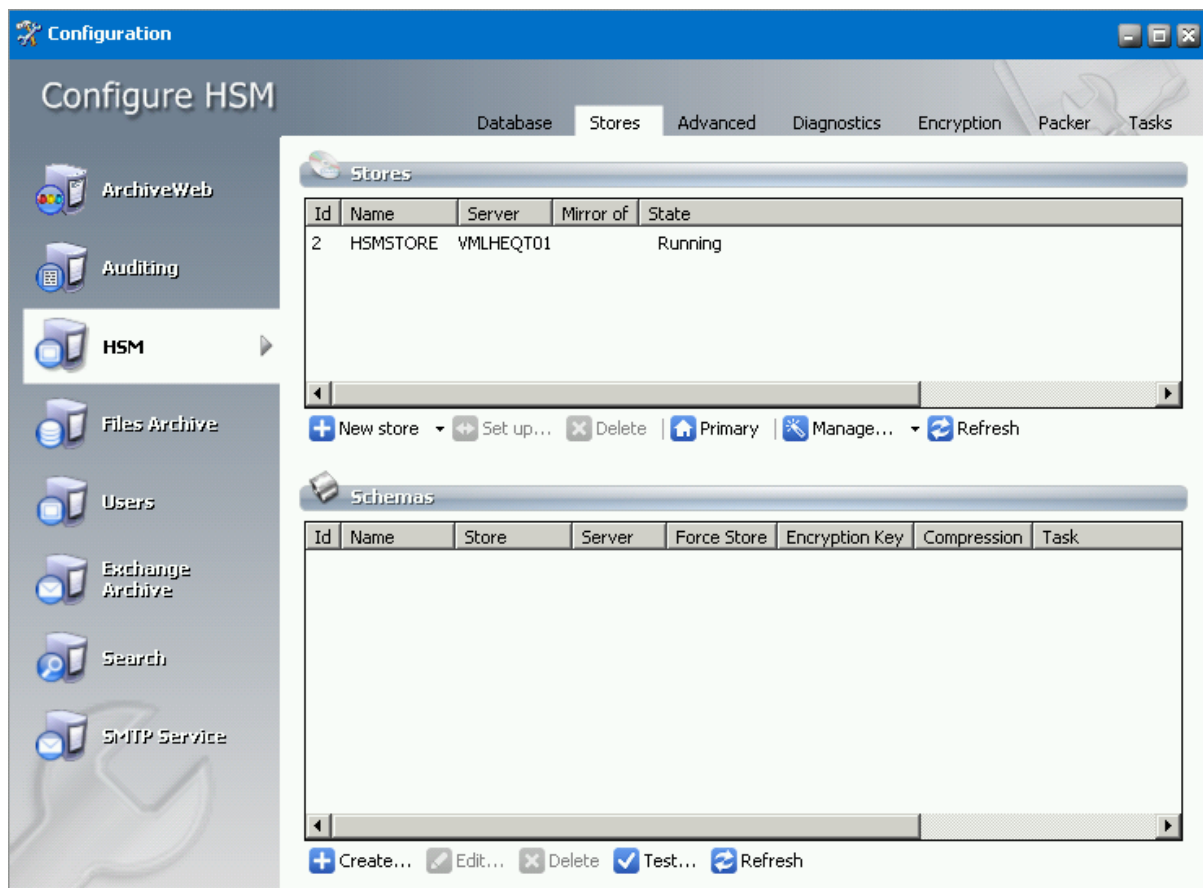 Configuration
Configure HSM
Database Stores Advanced Diagnostics Encryption Packer Tasks
ArchiveWeb
Auditing
HSM
Files Archive
Users
Exchange
Archive
Search
SMTP Service
Stores
Id Name Server Mirror of State
2 HSMSTORE VMLHEQT01 Running
New store Set up... Delete Primary Manage... Refresh
Schemas
Id Name Store Server Force Store Encryption Key Compression Task
Create... Edit... Delete Test... Refresh